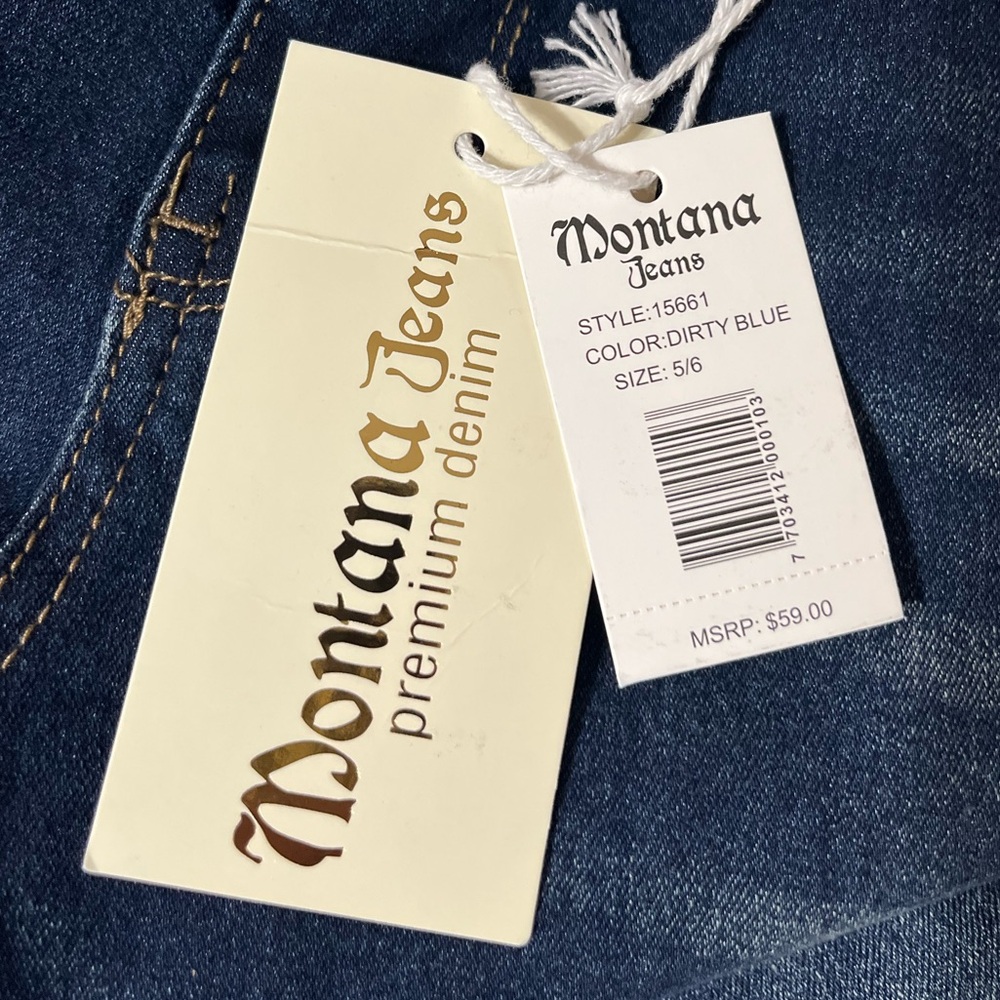 Montana Jeans
premium denim
Montana
Jeans
STYLE:15661
COLOR:DIRTY BLUE
SIZE: 5/6
7 703412 000103
MSRP: $59.00